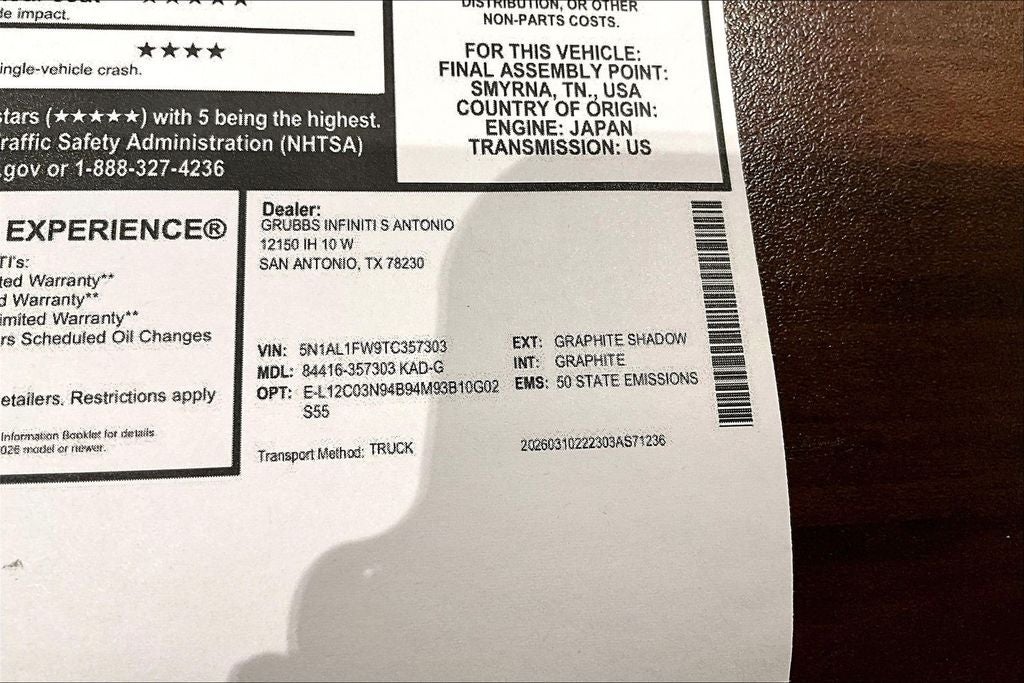 de impact.
★★★★
ingle-vehicle crash.
stars (★★★★★) with 5 being the highest.
raffic Safety Administration (NHTSA)
.gov or 1-888-327-4236
DISTRIBUTION, OR OTHER
NON-PARTS COSTS.
FOR THIS VEHICLE:
FINAL ASSEMBLY POINT:
SMYRNA, TN., USA
COUNTRY OF ORIGIN:
ENGINE: JAPAN
TRANSMISSION: US
EXPERIENCE®
TI's:
ted Warranty**
d Warranty**
imited Warranty**
rs Scheduled Oil Changes
etailers. Restrictions apply
Information Booklet for details.
026 model or newer.
Dealer:
GRUBBS INFINITI S ANTONIO
12150 IH 10 W
SAN ANTONIO, TX 78230
VIN: 5N1AL1FW9TC357303
MDL: 84416-357303 KAD-G
OPT: E-L12C03N94B94M93B10G02
S55
EXT: GRAPHITE SHADOW
INT: GRAPHITE
EMS: 50 STATE EMISSIONS
Transport Method: TRUCK
20260310222303AS71236